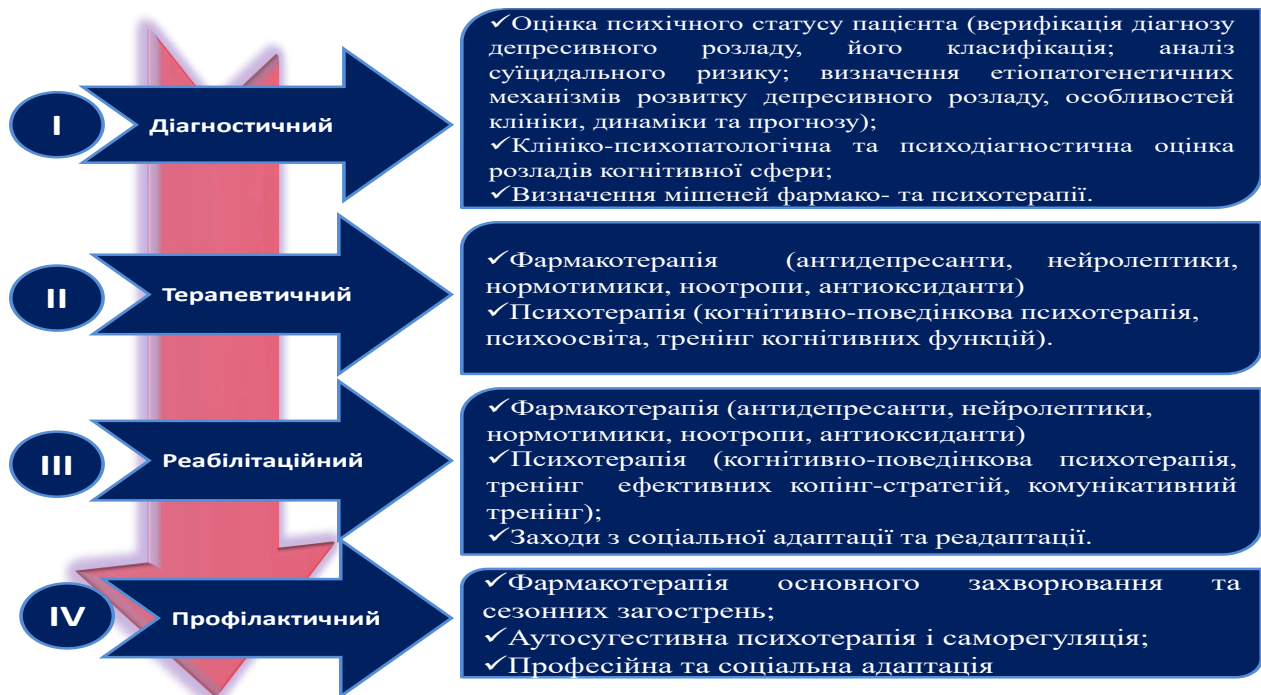 I
Діагностичний
✓Оцінка психічного статусу пацієнта (верифікація діагнозу
депресивного розладу, його класифікація; аналіз
суїцидального ризику; визначення етіопатогенетичних
механізмів розвитку депресивного розладу, особливостей
клініки, динаміки та прогнозу);
✓Клініко-психопатологічна та психодіагностична оцінка
розладів когнітивної сфери;
✓Визначення мішеней фармако- та психотерапії.
II
Терапевтичний
✓Фармакотерапія (антидепресанти, нейролептики,
нормотимики, ноотропи, антиоксиданти)
✓Психотерапія (когнітивно-поведінкова психотерапія,
психоосвіта, тренінг когнітивних функцій).
III
Реабілітаційний
✓Фармакотерапія (антидепресанти, нейролептики,
нормотимики, ноотропи, антиоксиданти)
✓Психотерапія (когнітивно-поведінкова психотерапія,
тренінг ефективних копінг-стратегій, комунікативний
тренінг);
✓Заходи з соціальної адаптації та реадаптації.
IV
Профілактичний
✓Фармакотерапія основного захворювання та
сезонних загострень;
✓Аутосугестивна психотерапія і саморегуляція;
✓Професійна та соціальна адаптація